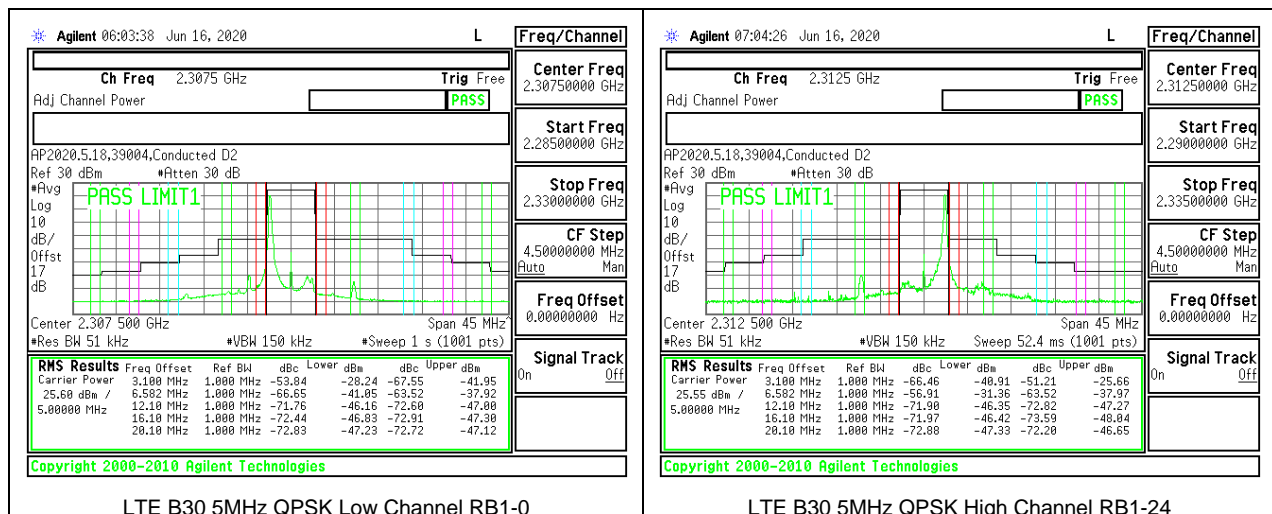 Agilent 06:03:38 Jun 16, 2020 L
Freq/Channel
Ch Freq 2.3075 GHz Trig Free
Adj Channel Power PASS
AP2020.5.18,39004,Conducted D2
Ref 30 dBm #Atten 30 dB
#Avg
Log
10
dB/
Offst
17
dB
PASS LIMIT1
Center 2.307 500 GHz Span 45 MHz^
#Res BW 51 kHz #VBW 150 kHz #Sweep 1 s (1001 pts)
RMS Results Freq Offset Ref BW dBc Lower dBm dBc Upper dBm
Carrier Power 3.100 MHz 1.000 MHz -53.84 -28.24 -67.55 -41.95
25.60 dBm / 6.582 MHz 1.000 MHz -66.65 -41.05 -63.52 -37.92
5.00000 MHz 12.10 MHz 1.000 MHz -71.76 -46.16 -72.60 -47.00
16.10 MHz 1.000 MHz -72.44 -46.83 -72.91 -47.30
20.10 MHz 1.000 MHz -72.83 -47.23 -72.72 -47.12
Center Freq
2.30750000 GHz
Start Freq
2.28500000 GHz
Stop Freq
2.33000000 GHz
CF Step
4.50000000 MHz
Auto Man
Freq Offset
0.00000000 Hz
Signal Track
On Off
Copyright 2000-2010 Agilent Technologies
LTE B30 5MHz QPSK Low Channel RB1-0
Agilent 07:04:26 Jun 16, 2020 L
Freq/Channel
Ch Freq 2.3125 GHz Trig Free
Adj Channel Power PASS
AP2020.5.18,39004,Conducted D2
Ref 30 dBm #Atten 30 dB
#Avg
Log
10
dB/
Offst
17
dB
PASS LIMIT1
Center 2.312 500 GHz Span 45 MHz
#Res BW 51 kHz #VBW 150 kHz Sweep 52.4 ms (1001 pts)
RMS Results Freq Offset Ref BW dBc Lower dBm dBc Upper dBm
Carrier Power 3.100 MHz 1.000 MHz -66.46 -40.91 -51.21 -25.66
25.55 dBm / 6.582 MHz 1.000 MHz -56.91 -31.36 -63.52 -37.97
5.00000 MHz 12.10 MHz 1.000 MHz -71.90 -46.35 -72.82 -47.27
16.10 MHz 1.000 MHz -71.97 -46.42 -73.59 -48.04
20.10 MHz 1.000 MHz -72.88 -47.33 -72.20 -46.65
Center Freq
2.31250000 GHz
Start Freq
2.29000000 GHz
Stop Freq
2.33500000 GHz
CF Step
4.50000000 MHz
Auto Man
Freq Offset
0.00000000 Hz
Signal Track
On Off
Copyright 2000-2010 Agilent Technologies
LTE B30 5MHz QPSK High Channel RB1-24